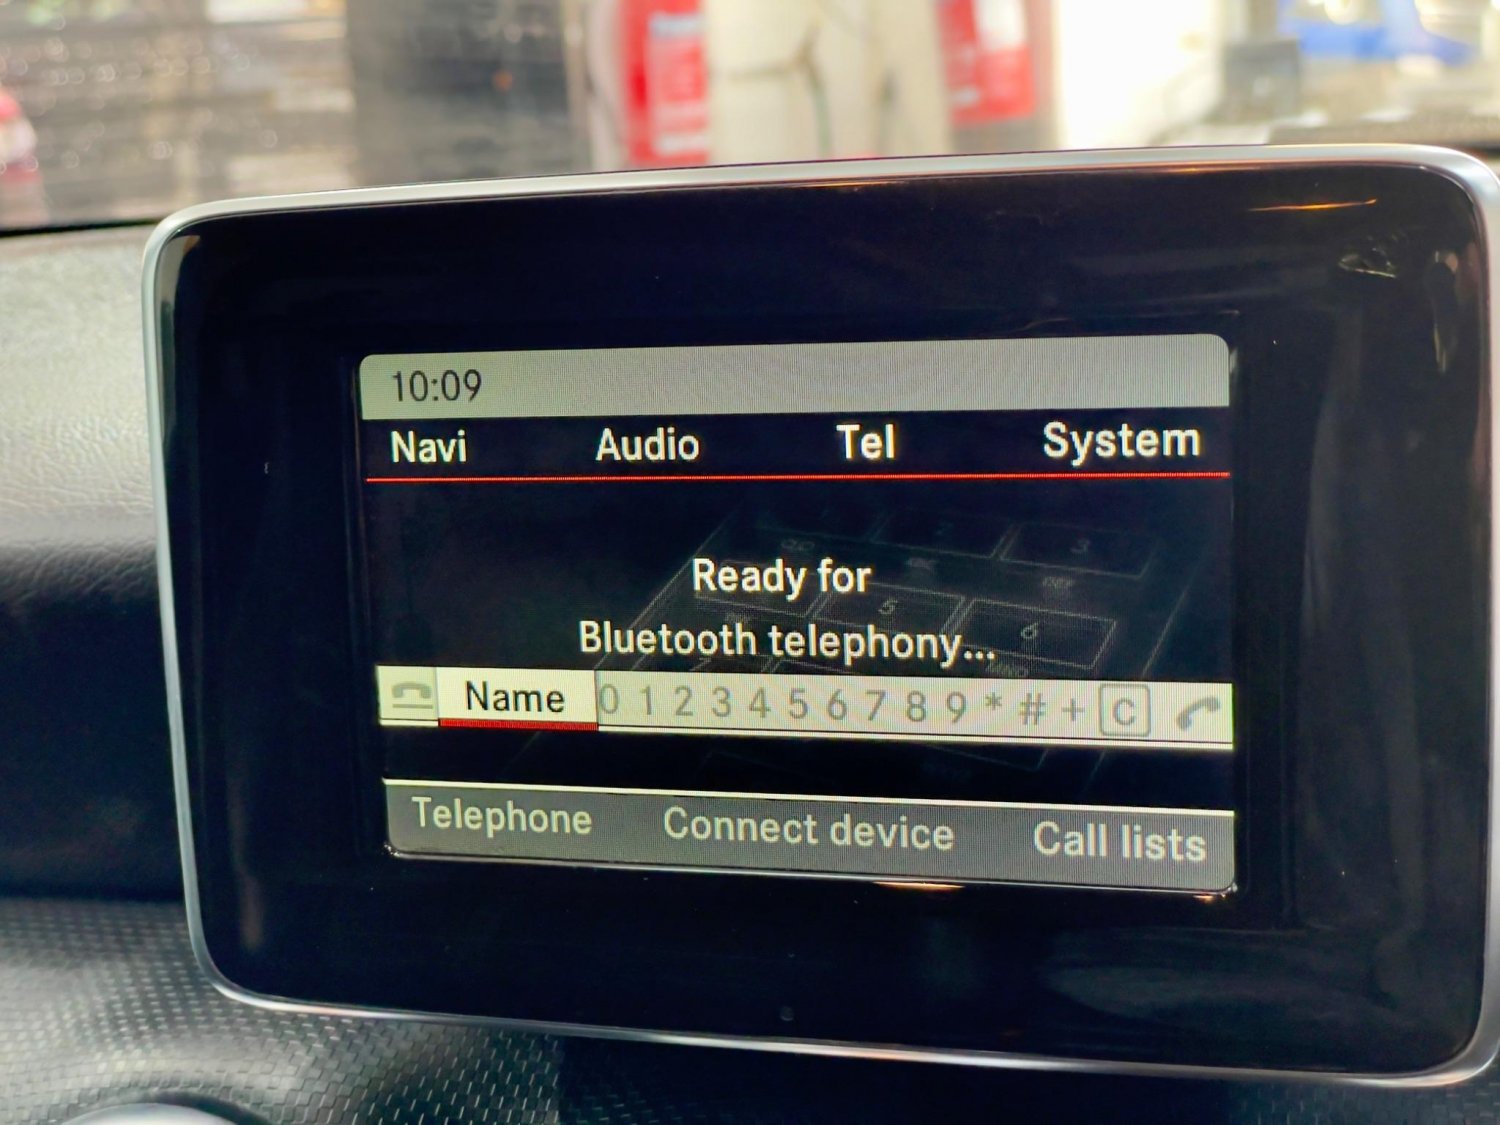 10:09
Navi Audio Tel System
Ready for
Bluetooth telephony...
Name 0 1 2 3 4 5 6 7 8 9 * # + C
Telephone Connect device Call lists